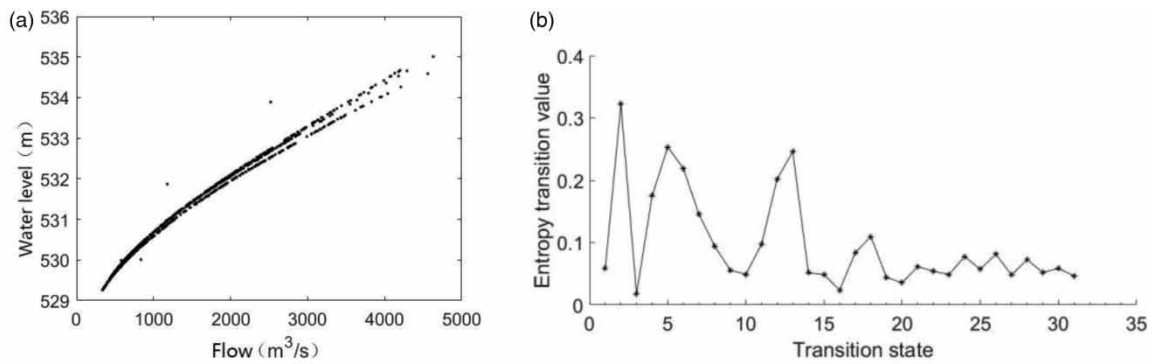 (a)
536
535
534
533
532
531
530
529
Water level（m）
0 1000 2000 3000 4000 5000
Flow（m³/s）
(b)
0.4
0.3
0.2
0.1
0
Entropy transition value
0 5 10 15 20 25 30 35
Transition state